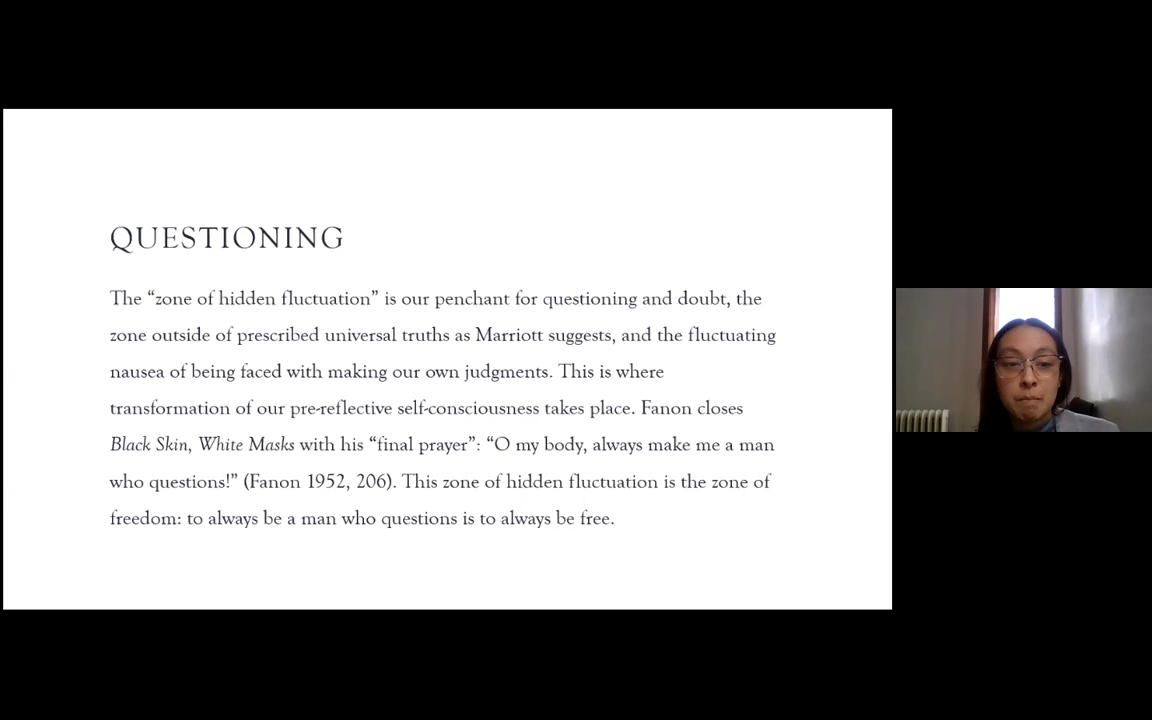 QUESTIONING
The “zone of hidden fluctuation” is our penchant for questioning and doubt, the
zone outside of prescribed universal truths as Marriott suggests, and the fluctuating
nausea of being faced with making our own judgments. This is where
transformation of our pre-reflective self-consciousness takes place. Fanon closes
Black Skin, White Masks with his “final prayer”: “O my body, always make me a man
who questions!” (Fanon 1952, 206). This zone of hidden fluctuation is the zone of
freedom: to always be a man who questions is to always be free.